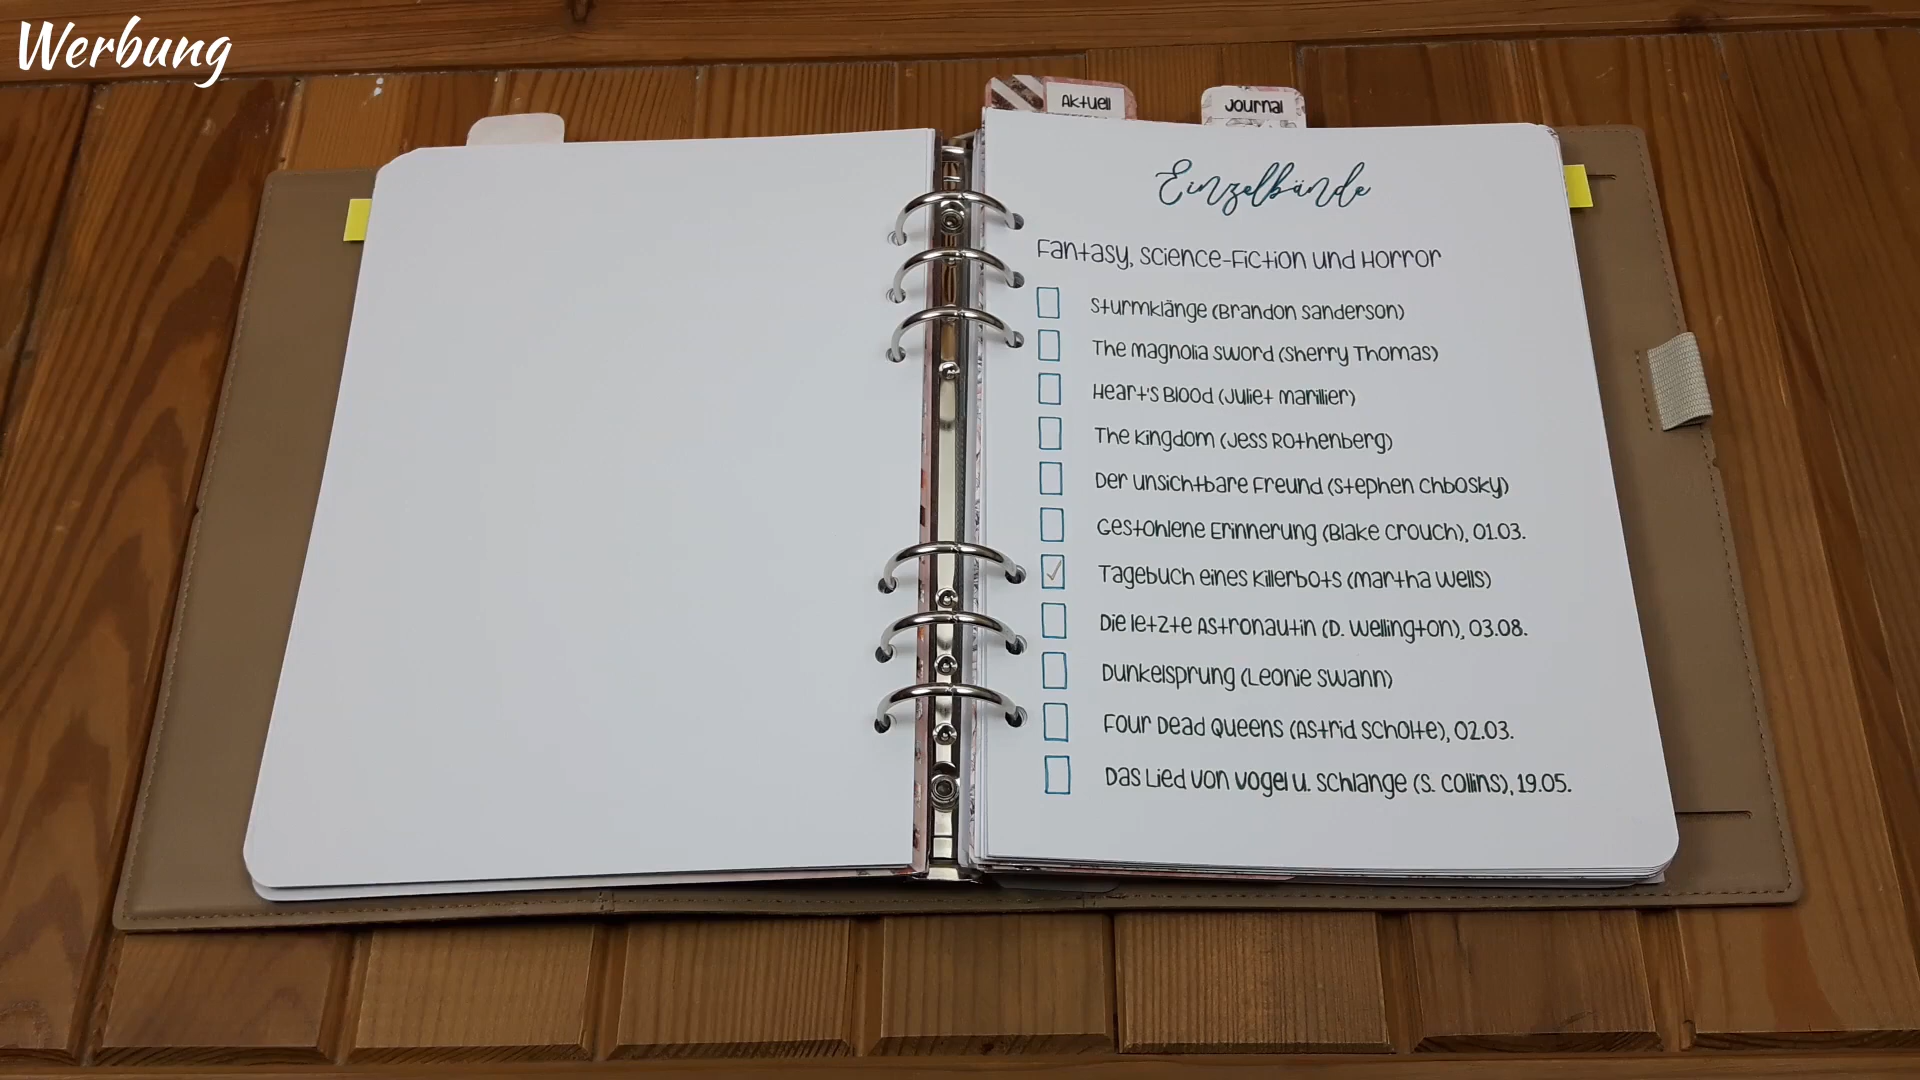 Werbung
Aktuell
Journal
Einzelbände
Fantasy, Science-Fiction und Horror
Sturmklänge (Brandon Sanderson)
The Magnolia Sword (Sherry Thomas)
Heart's Blood (Juliet Marillier)
The Kingdom (Jess Rothenberg)
Der unsichtbare Freund (Stephen Chbosky)
Gestohlene Erinnerung (Blake Crouch), 01.03.
Tagebuch eines Killerbots (Martha Wells)
Die letzte Astronautin (D. Wellington), 03.08.
Dunkelsprung (Leonie Swann)
Four Dead Queens (Astrid Scholte), 02.03.
Das Lied von Vogel u. Schlange (S. Collins), 19.05.